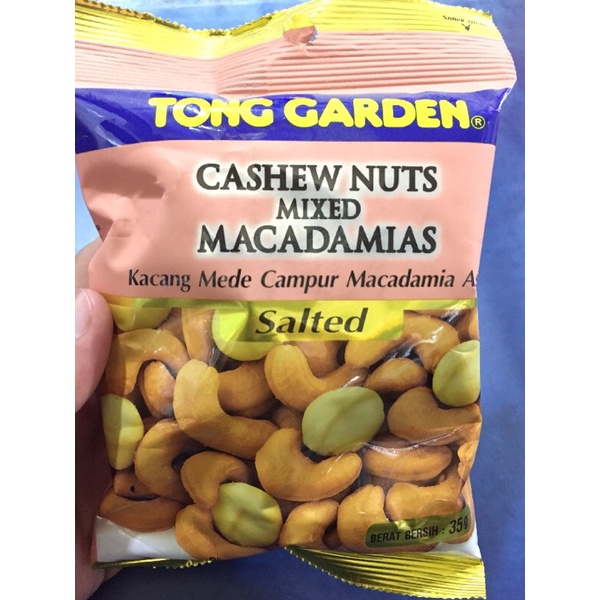 TONG GARDEN®
CASHEW NUTS
MIXED
MACADAMIAS
Kacang Mede Campur Macadamia
Salted
BERAT BERSIH : 35g